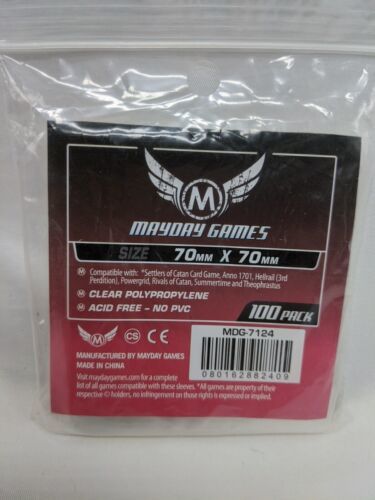 M
MAYDAY GAMES
SIZE 70MM X 70MM
M Compatible with: *Settlers of Catan Card Game, Anno 1701, Hellrail (3rd
Perdition), Powergrid, Rivals of Catan, Summertime and Theophrastus
M CLEAR POLYPROPYLENE
M ACID FREE - NO PVC
100 PACK
MDG-7124
M CS CE
MANUFACTURED BY MAYDAY GAMES
MADE IN CHINA
Visit maydaygames.com for a complete
list of all games compatible with these sleeves. *All games are property of their
respective © holders, no infringement on those rights is expressed or implied.
080162882409